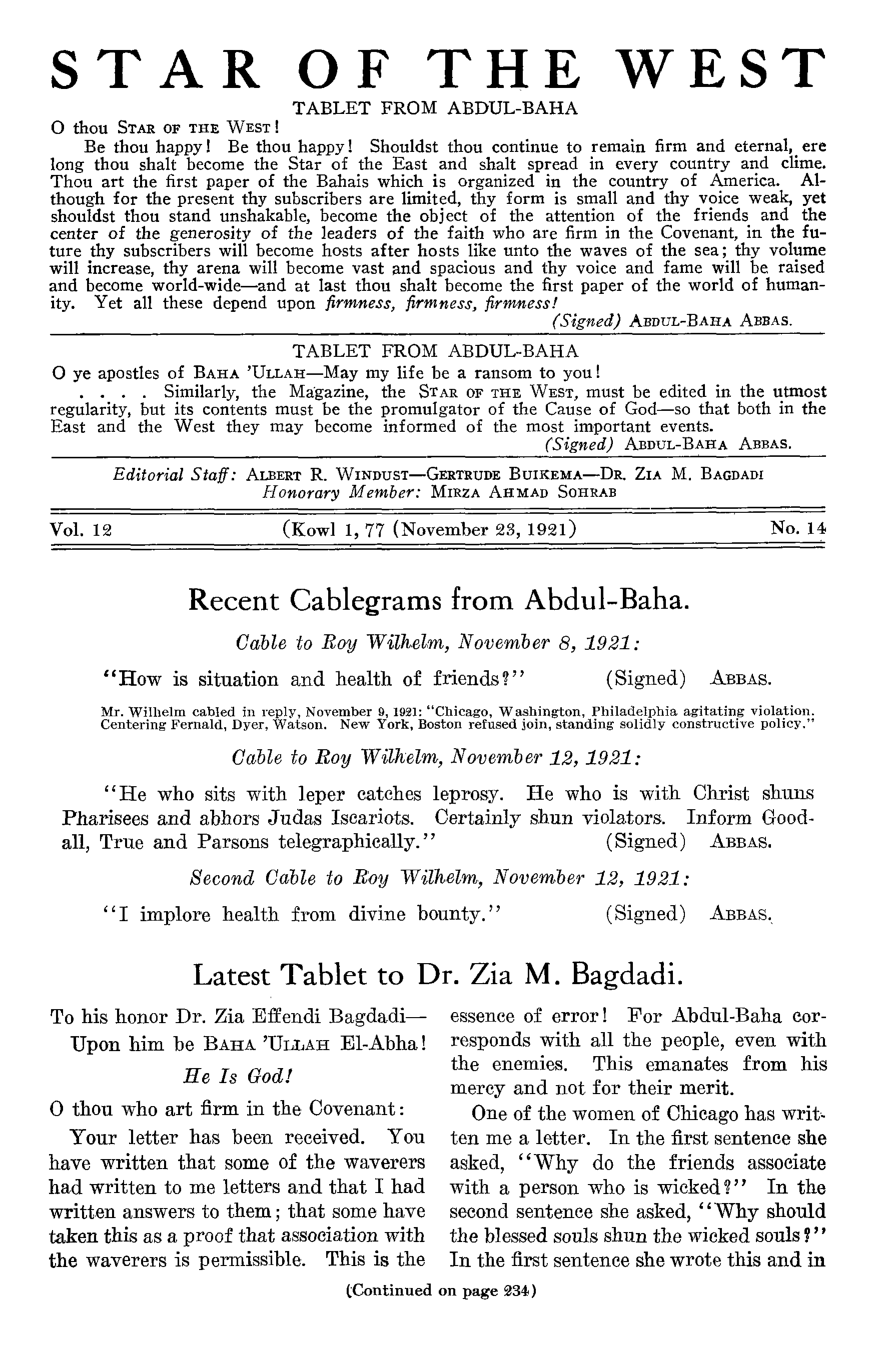 STAR OF THE WEST
TABLET FROM ABDUL-BAHA
O thou STAR OF THE WEST!
Be thou happy! Be thou happy! Shouldst thou continue to remain firm and eternal, ere
long thou shalt become the Star of the East and shalt spread in every country and clime.
Thou art the first paper of the Bahais which is organized in the country of America. Al-
though for the present thy subscribers are limited, thy form is small and thy voice weak, yet
shouldst thou stand unshakable, become the object of the attention of the friends and the
center of the generosity of the leaders of the faith who are firm in the Covenant, in the fu-
ture thy subscribers will become hosts after hosts like unto the waves of the sea; thy volume
will increase, thy arena will become vast and spacious and thy voice and fame will be raised
and become world-wide—and at last thou shalt become the first paper of the world of human-
ity. Yet all these depend upon firmness, firmness, firmness!
(Signed) ABDUL-BAHA ABBAS.
TABLET FROM ABDUL-BAHA
O ye apostles of BAHA 'ULLAH—May my life be a ransom to you!
. . . . Similarly, the Magazine, the STAR OF THE WEST, must be edited in the utmost
regularity, but its contents must be the promulgator of the Cause of God—so that both in the
East and the West they may become informed of the most important events.
(Signed) ABDUL-BAHA ABBAS.
Editorial Staff: ALBERT R. WINDUST—GERTRUDE BUIKEMA—DR. ZIA M. BAGDADI
Honorary Member: MIRZA AHMAD SOHRAB
Vol. 12 (Kowl 1, 77 (November 23, 1921) No. 14
Recent Cablegrams from Abdul-Baha.
Cable to Roy Wilhelm, November 8, 1921:
"How is situation and health of friends?" (Signed) ABBAS.
Mr. Wilhelm cabled in reply, November 9, 1921: "Chicago, Washington, Philadelphia agitating violation.
Centering Fernald, Dyer, Watson. New York, Boston refused join, standing solidly constructive policy."
Cable to Roy Wilhelm, November 12, 1921:
"He who sits with leper catches leprosy. He who is with Christ shuns
Pharisees and abhors Judas Iscariots. Certainly shun violators. Inform Good-
all, True and Parsons telegraphically." (Signed) ABBAS.
Second Cable to Roy Wilhelm, November 12, 1921:
"I implore health from divine bounty." (Signed) ABBAS.
Latest Tablet to Dr. Zia M. Bagdadi.
To his honor Dr. Zia Effendi Bagdadi—
Upon him be BAHA 'ULLAH El-Abha!
He Is God!
O thou who art firm in the Covenant:
Your letter has been received. You
have written that some of the waverers
had written to me letters and that I had
written answers to them; that some have
taken this as a proof that association with
the waverers is permissible. This is the
essence of error! For Abdul-Baha cor-
responds with all the people, even with
the enemies. This emanates from his
mercy and not for their merit.
One of the women of Chicago has writ-
ten me a letter. In the first sentence she
asked, "Why do the friends associate
with a person who is wicked?" In the
second sentence she asked, "Why should
the blessed souls shun the wicked souls?"
In the first sentence she wrote this and in
(Continued on page 234)